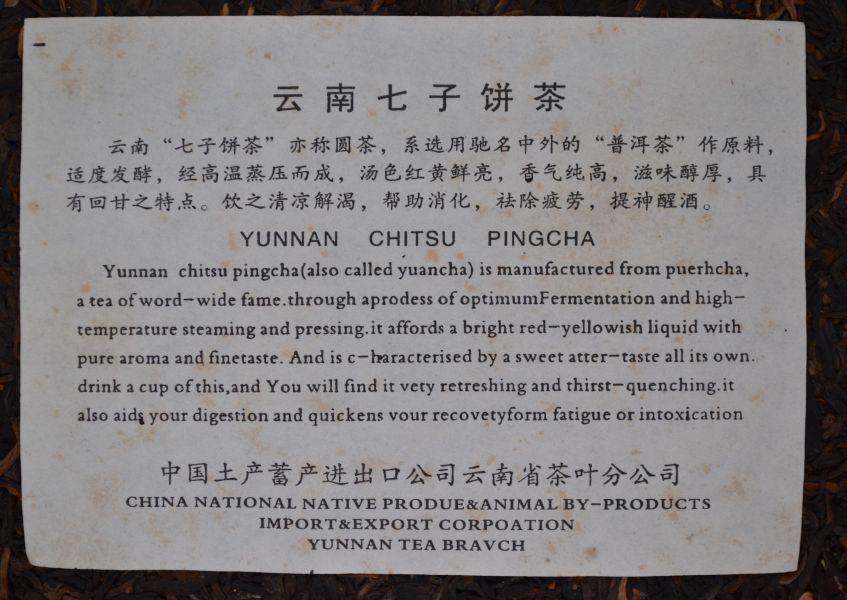 云南七子饼茶
云南“七子饼茶”亦称圆茶，系选用驰名中外的“普洱茶”作原料，
适度发酵，经高温蒸压而成，汤色红黄鲜亮，香气纯高，滋味醇厚，具
有回甘之特点。饮之清凉解渴，帮助消化，祛除疲劳，提神醒酒。
YUNNAN CHITSU PINGCHA
Yunnan chitsu pingcha(also called yuancha) is manufactured from puerhcha,
a tea of word-wide fame.through aprodess of optimumFermentation and high-
temperature steaming and pressing.it affords a bright red-yellowish liquid with
pure aroma and finetaste. And is c-haracterised by a sweet atter-taste all its own.
drink a cup of this,and You will find it vety retreshing and thirst-quenching.it
also aids your digestion and quickens vour recovetyform fatigue or intoxication
中国土产蓄产进出口公司云南省茶叶分公司
CHINA NATIONAL NATIVE PRODUE&ANIMAL BY-PRODUCTS
IMPORT&EXPORT CORPOATION
YUNNAN TEA BRAVCH